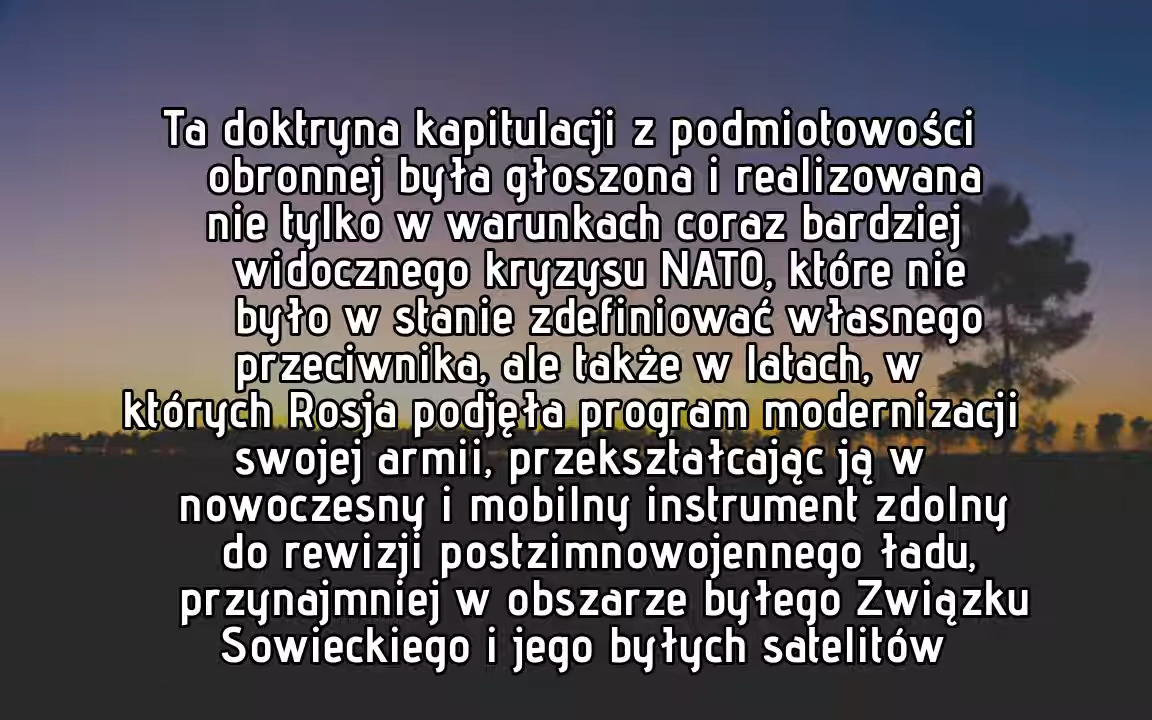 Ta doktryna kapitulacji z podmiotowości
obronnej była głoszona i realizowana
nie tylko w warunkach coraz bardziej
widocznego kryzysu NATO, które nie
było w stanie zdefiniować własnego
przeciwnika, ale także w latach, w
których Rosja podjęła program modernizacji
swojej armii, przekształcając ją w
nowoczesny i mobilny instrument zdolny
do rewizji postzimnowojennego ładu,
przynajmniej w obszarze byłego Związku
Sowieckiego i jego byłych satelitów